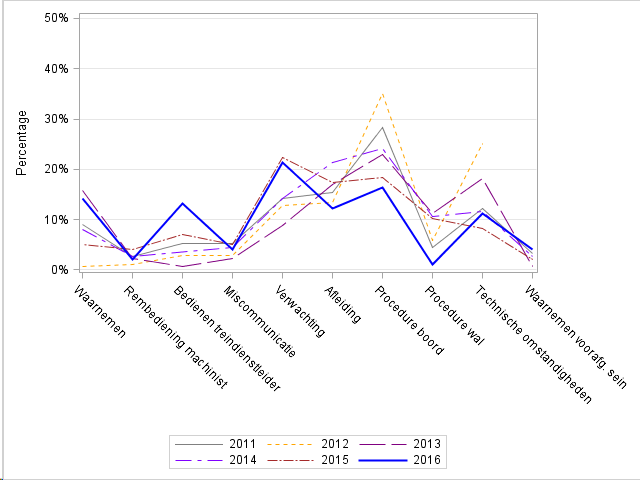 50%
40%
30%
20%
10%
0%
Percentage
Waarnemen
Rembediening machinist
Bedienen treindienstleider
Miscommunicatie
Verwachting
Afleiding
Procedure boord
Procedure wal
Technische omstandigheden
Waarnemen voorafg. sein
2011 2012 2013
2014 2015 2016